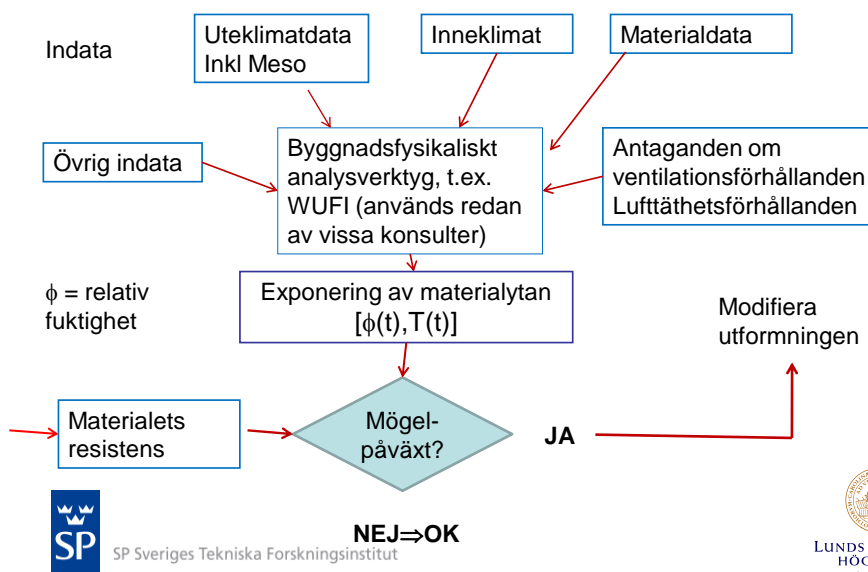 Indata
Uteklimatdata
Inkl Meso
Inneklimat
Materialdata
Övrig indata
Byggnadsfysikaliskt
analysverktyg, t.ex.
WUFI (används redan
av vissa konsulter)
Antaganden om
ventilationsförhållanden
Lufttäthetsförhållanden
ϕ = relativ
fuktighet
Exponering av materialytan
[ϕ(t),T(t)]
Modifiera
utformningen
Materialets
resistens
Mögel-
påväxt?
JA
NEJ⇒OK
SP
SP Sveriges Tekniska Forskningsinstitut
LUNDS
HÖG